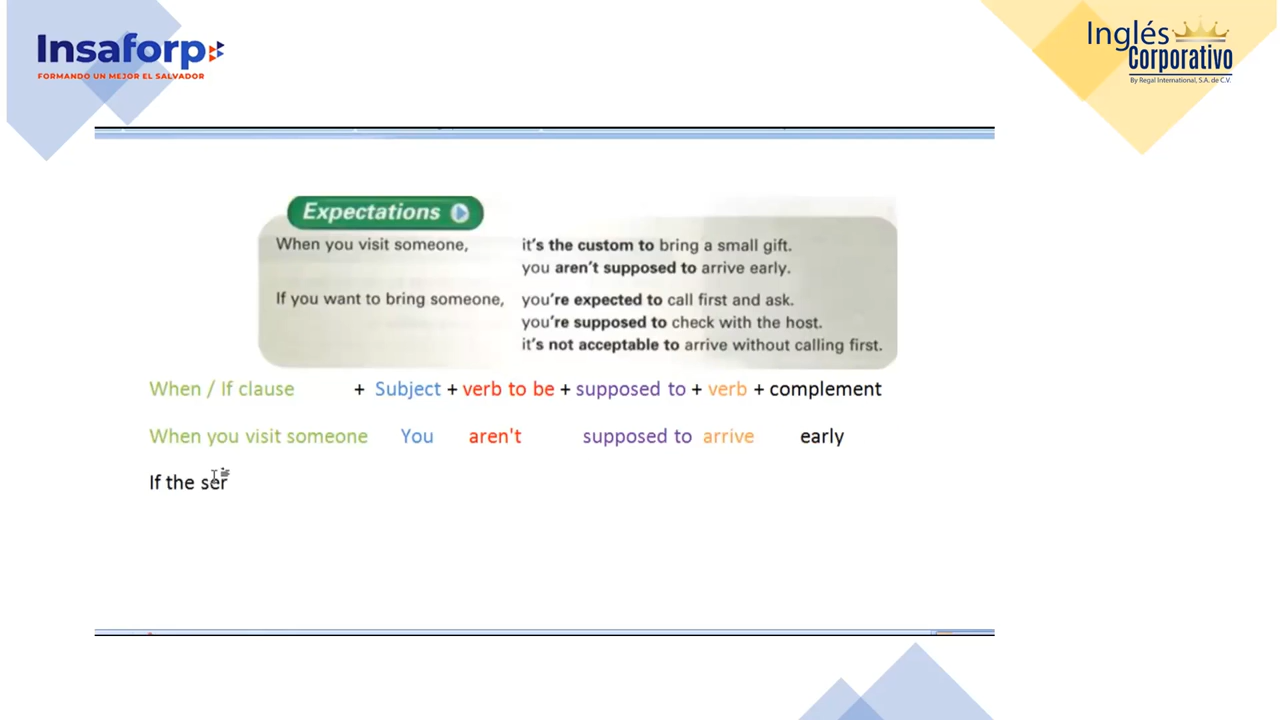 Insaforp
FORMANDO UN MEJOR EL SALVADOR
Inglés
Corporativo
By Regal International, S.A. de C.V.
Expectations
When you visit someone, it's the custom to bring a small gift.
you aren't supposed to arrive early.
If you want to bring someone, you're expected to call first and ask.
you're supposed to check with the host.
it's not acceptable to arrive without calling first.
When / If clause + Subject + verb to be + supposed to + verb + complement
When you visit someone You aren't supposed to arrive early
If the ser